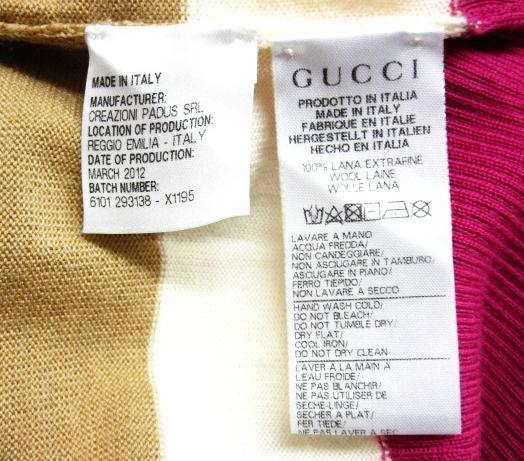 MADE IN ITALY
MANUFACTURER:
CREAZIONI PADUS SRL
LOCATION OF PRODUCTION:
REGGIO EMILIA - ITALY
DATE OF PRODUCTION:
MARCH 2012
BATCH NUMBER:
6101 293138 - X1195
GUCCI
PRODOTTO IN ITALIA
MADE IN ITALY
FABRIQUE EN ITALIE
HERGESTELLT IN ITALIEN
HECHO EN ITALIA
100% LANA EXTRAFINE
WOOL LAINE
WOLLE LANA
LAVARE A MANO
ACQUA FREDDA/
NON CANDEGGIARE/
NON ASCIUGARE IN TAMBURO/
ASCIUGARE IN PIANO/
FERRO TIEPIDO/
NON LAVARE A SECCO
HAND WASH COLD/
DO NOT BLEACH/
DO NOT TUMBLE DRY/
DRY FLAT/
COOL IRON/
DO NOT DRY CLEAN
LAVER A LA MAIN A
L'EAU FROIDE/
NE PAS BLANCHIR/
NE PAS UTILISER DE
SECHE-LINGE/
SECHER A PLAT/
FER TIEDE/
NE PAS LAVER A SEC